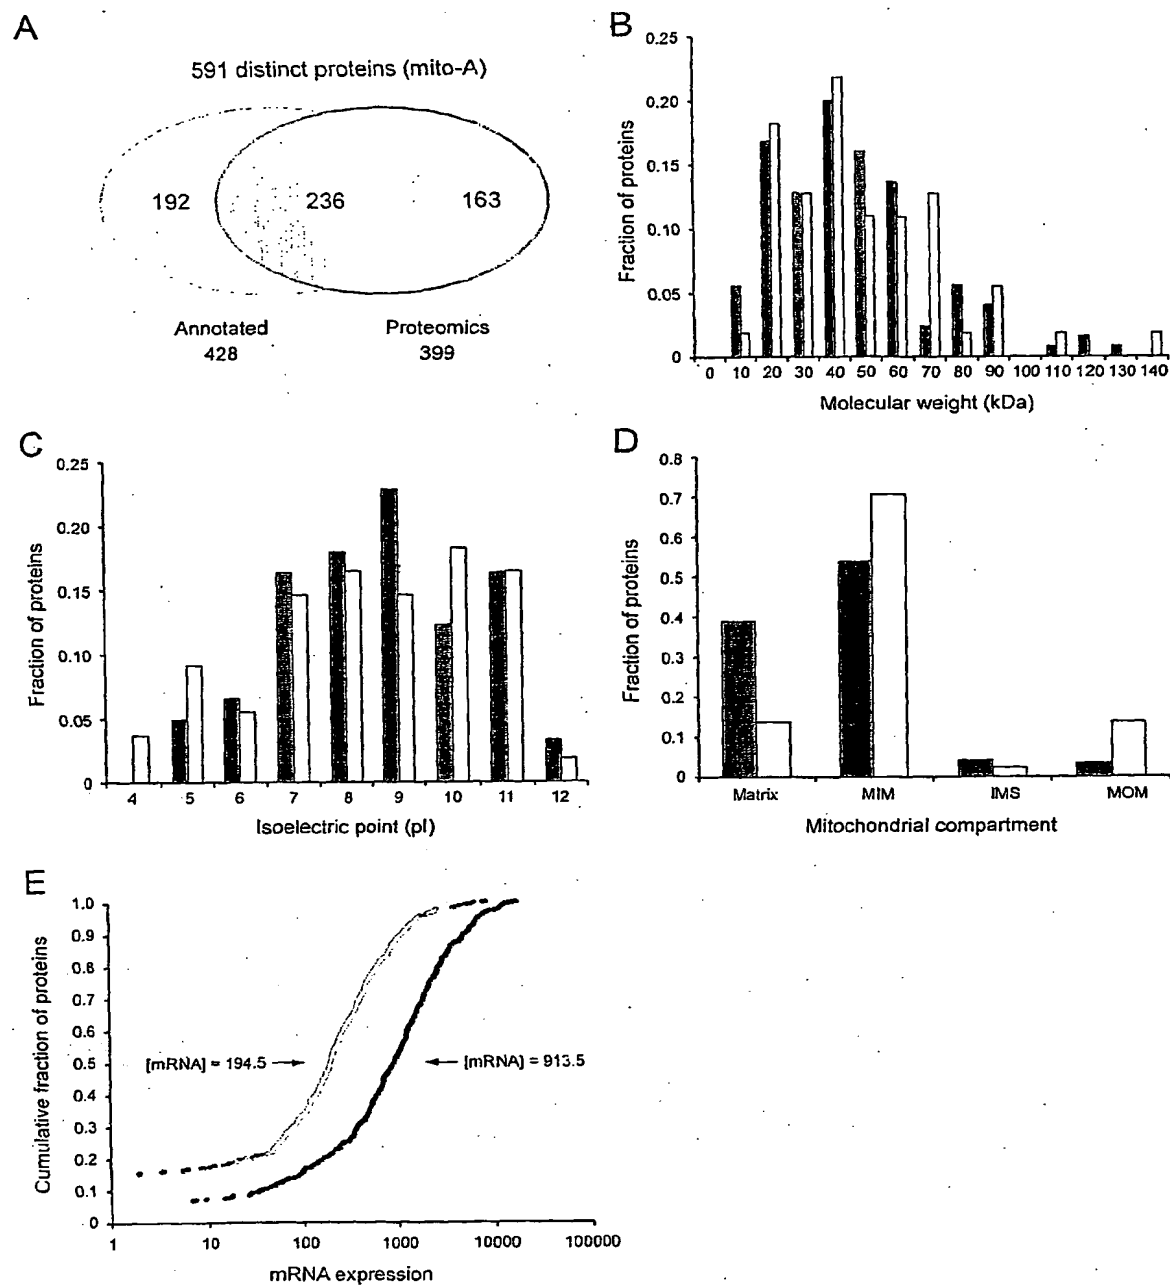 A
591 distinct proteins (mito-A)
192
236
163
Annotated
428
Proteomics
399
B
Fraction of proteins
0.25
0.20
0.15
0.10
0.05
0
0 10 20 30 40 50 60 70 80 90 100 110 120 130 140
Molecular weight (kDa)
C
Fraction of proteins
0.25
0.20
0.15
0.10
0.05
0
4 5 6 7 8 9 10 11 12
Isoelectric point (pI)
D
Fraction of proteins
0.8
0.7
0.6
0.5
0.4
0.3
0.2
0.1
0
Matrix MIM IMS MOM
Mitochondrial compartment
E
Cumulative fraction of proteins
1.0
0.9
0.8
0.7
0.6
0.5
0.4
0.3
0.2
0.1
0
[mRNA] = 194.5
[mRNA] = 913.5
1 10 100 1000 10000 100000
mRNA expression